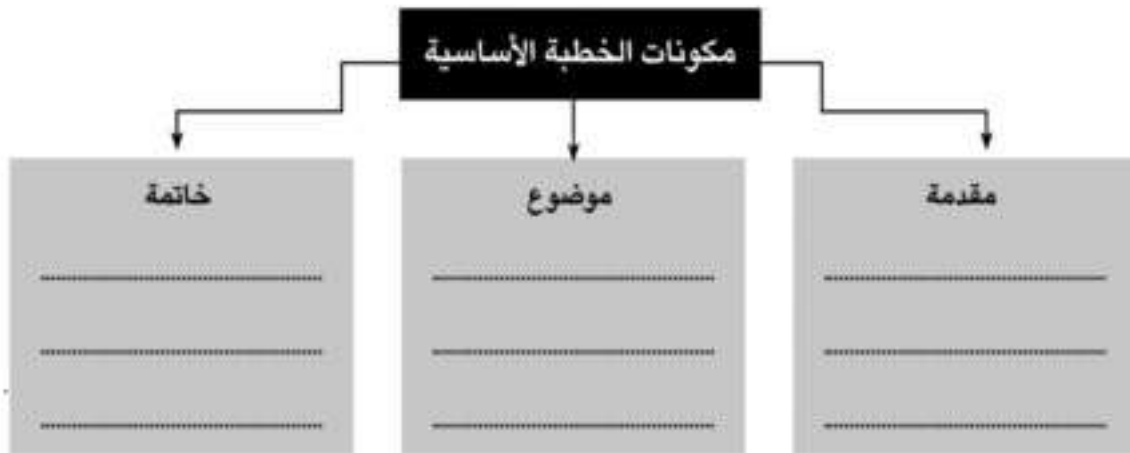 مكونات الخطبة الأساسية
مقدمة
موضوع
خاتمة